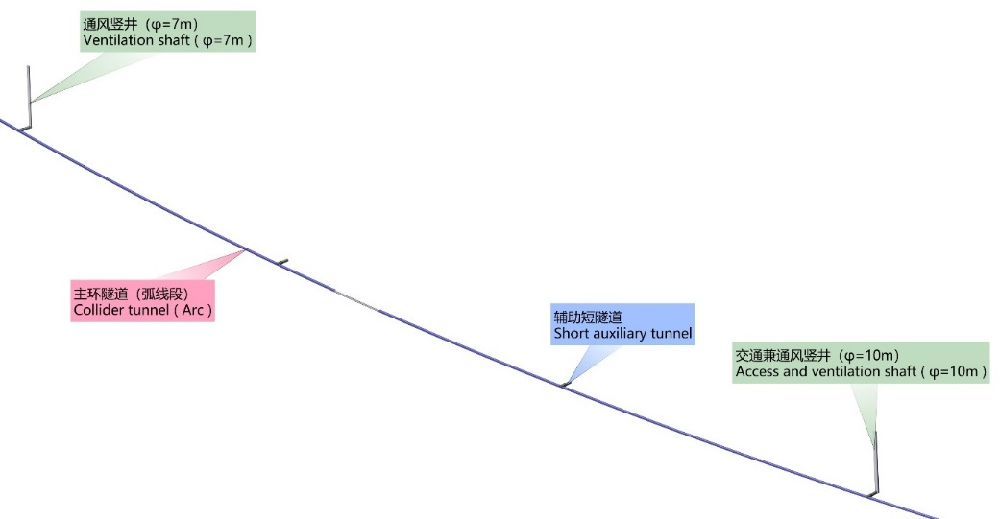 通风竖井（φ=7m）
Ventilation shaft ( φ=7m )
主环隧道（弧线段）
Collider tunnel ( Arc )
辅助短隧道
Short auxiliary tunnel
交通兼通风竖井（φ=10m）
Access and ventilation shaft ( φ=10m )